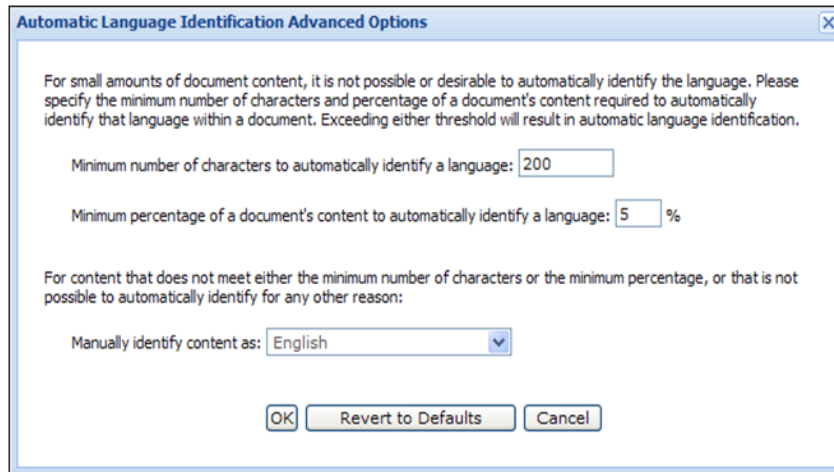 Automatic Language Identification Advanced Options
For small amounts of document content, it is not possible or desirable to automatically identify the language. Please
specify the minimum number of characters and percentage of a document's content required to automatically
identify that language within a document. Exceeding either threshold will result in automatic language identification.
Minimum number of characters to automatically identify a language: 200
Minimum percentage of a document's content to automatically identify a language: 5 %
For content that does not meet either the minimum number of characters or the minimum percentage, or that is not
possible to automatically identify for any other reason:
Manually identify content as: English
OK Revert to Defaults Cancel